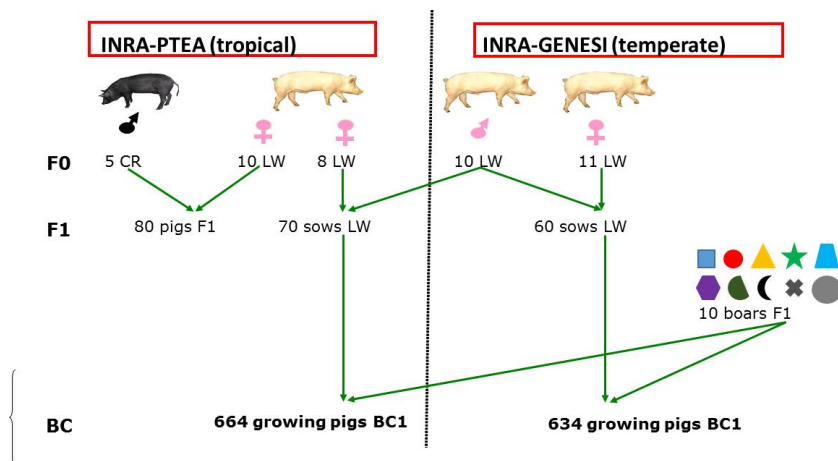 INRA-PTEA (tropical)
INRA-GENESI (temperate)
F0
5 CR
10 LW
8 LW
10 LW
11 LW
F1
80 pigs F1
70 sows LW
60 sows LW
10 boars F1
BC
664 growing pigs BC1
634 growing pigs BC1